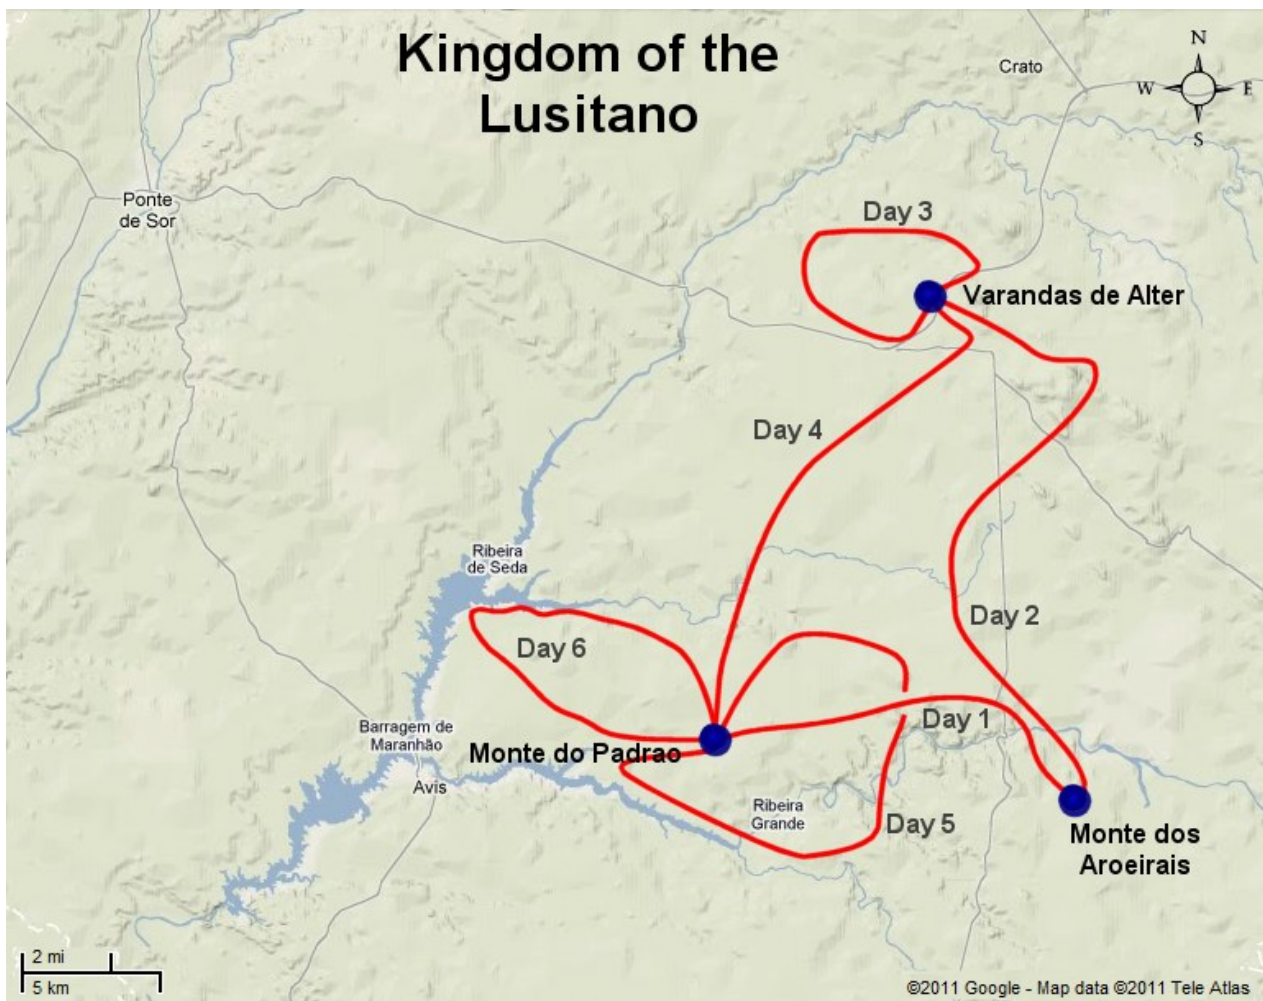 Kingdom of the
Lusitano
N
W
E
S
Crato
Ponte
de Sor
Day 3
Varandas de Alter
Day 4
Ribeira
de Seda
Day 2
Day 6
Day 1
Barragem de
Maranhão
Monte do Padrao
Avis
Ribeira
Grande
Day 5
Monte dos
Aroeirais
2 mi
5 km
©2011 Google - Map data ©2011 Tele Atlas